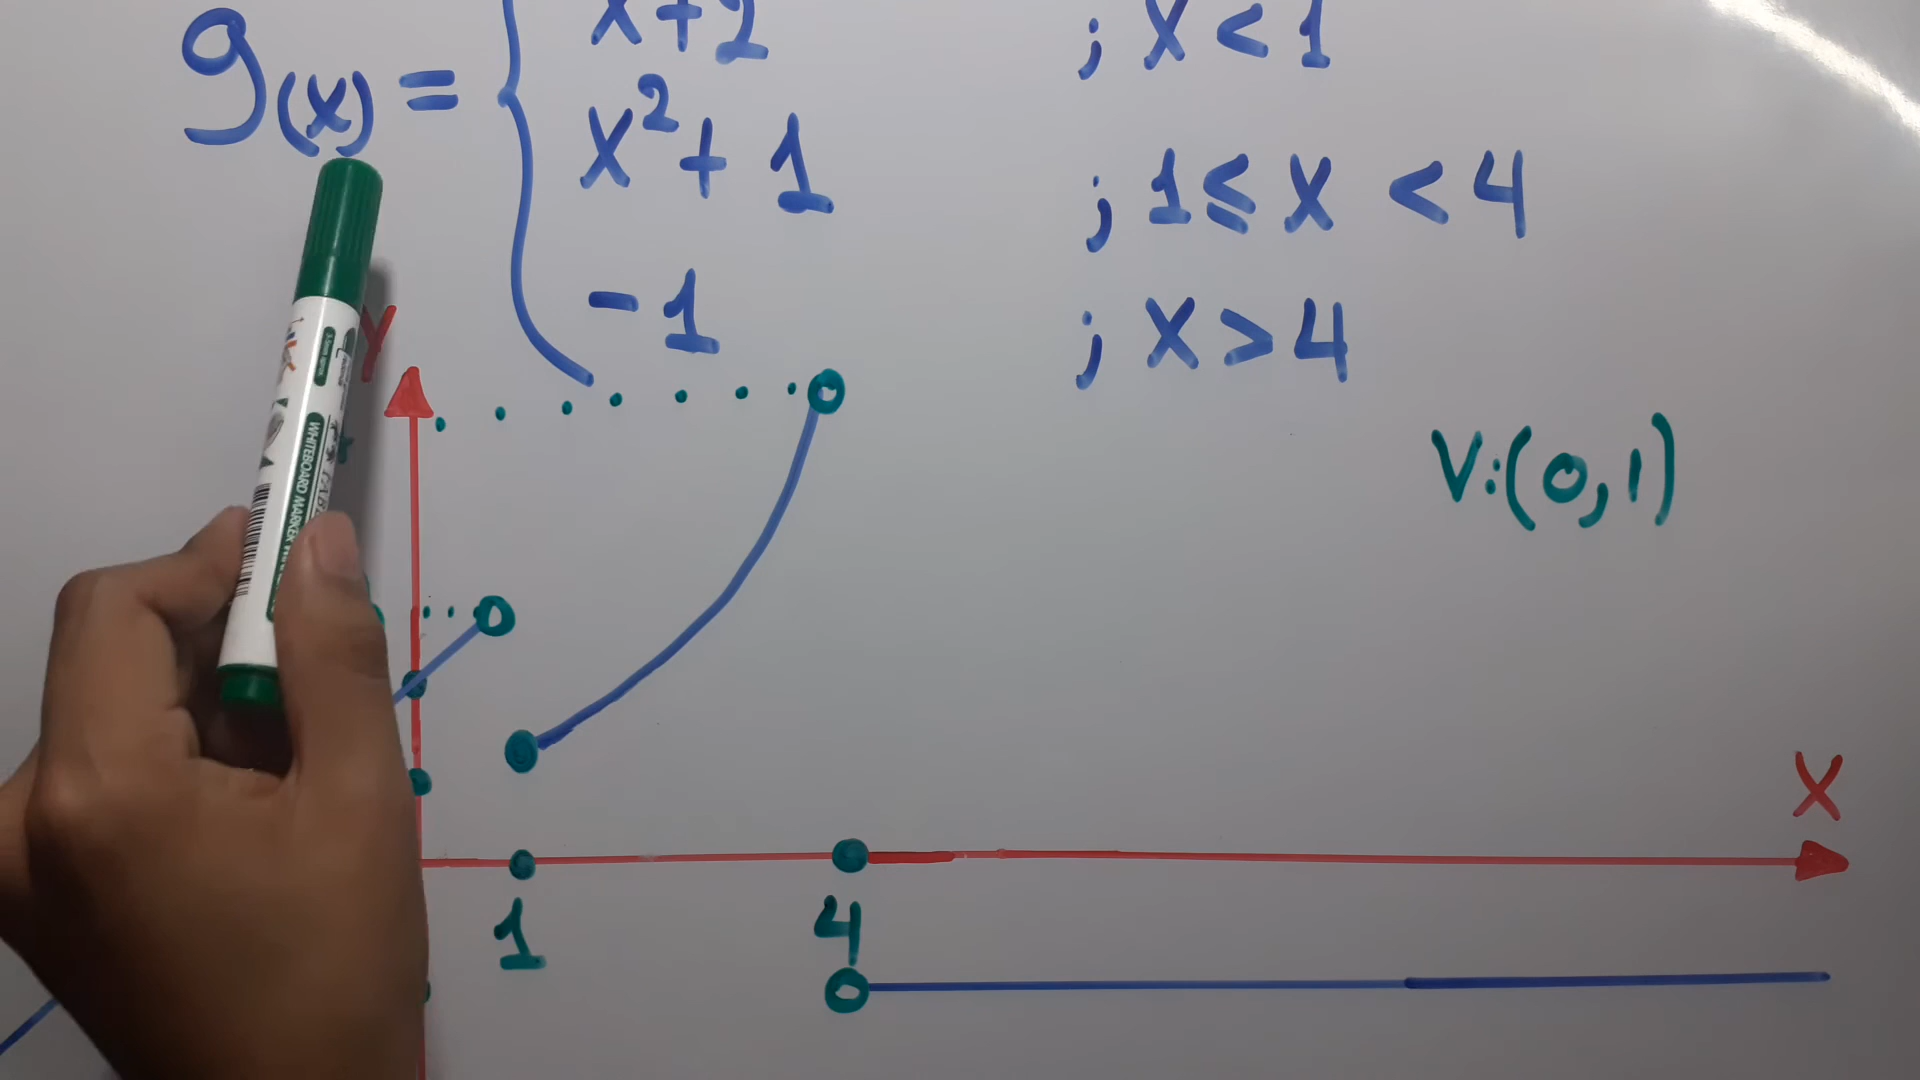 g(x) = { x+2 ; x < 1
x²+1 ; 1 ≤ x < 4
-1 ; x > 4
Y
V:(0,1)
WHITEBOARD MARKER
X
1 4